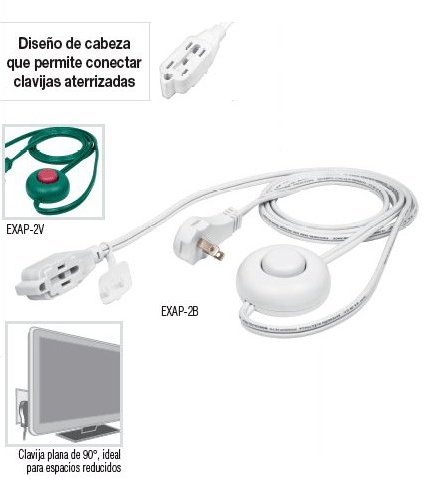 Diseño de cabeza
que permite conectar
clavijas aterrizadas
EXAP-2V
EXAP-2B
Clavija plana de 90°, ideal
para espacios reducidos